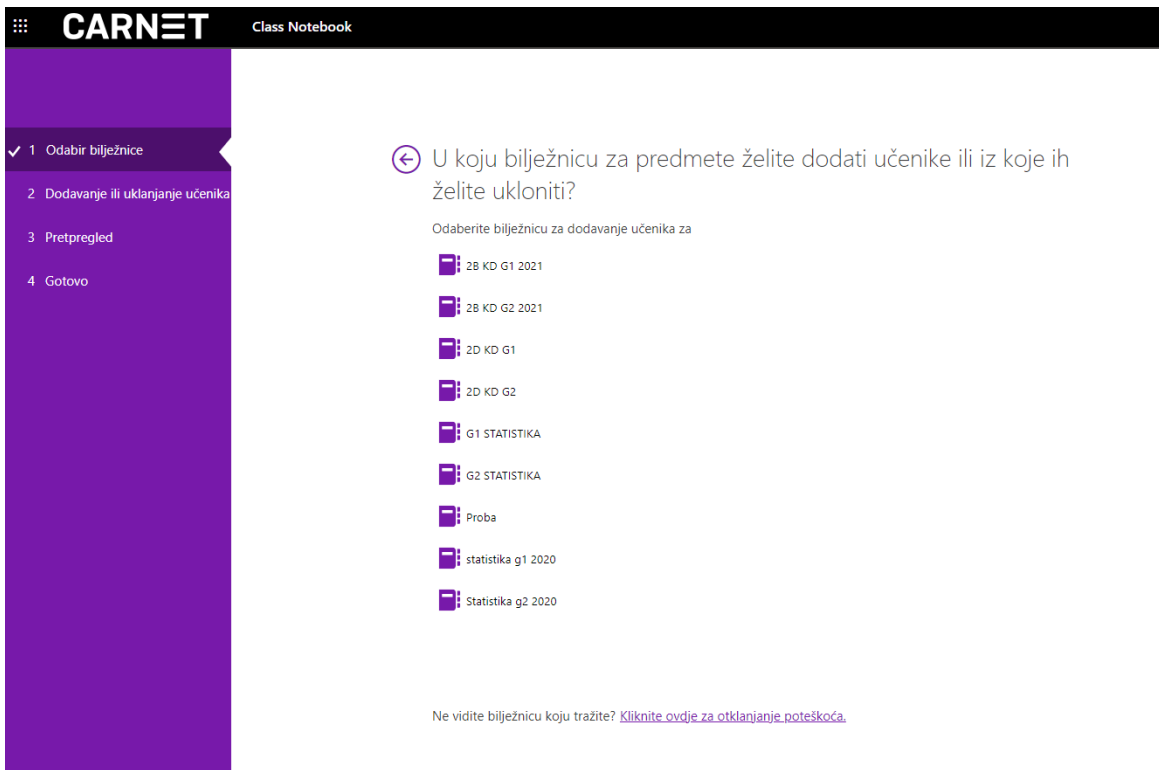 CARNET
Class Notebook
1 Odabir bilježnice
2 Dodavanje ili uklanjanje učenika
3 Pretpregled
4 Gotovo
U koju bilježnicu za predmete želite dodati učenike ili iz koje ih
želite ukloniti?
Odaberite bilježnicu za dodavanje učenika za
2B KD G1 2021
2B KD G2 2021
2D KD G1
2D KD G2
G1 STATISTIKA
G2 STATISTIKA
Proba
statistika g1 2020
Statistika g2 2020
Ne vidite bilježnicu koju tražite? Kliknite ovdje za otklanjanje poteškoća.